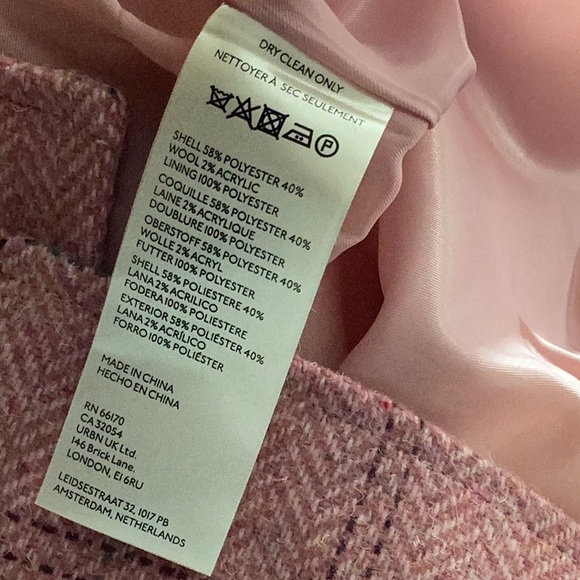 DRY CLEAN ONLY
NETTOYER À SEC SEULEMENT
P
SHELL 58% POLYESTER 40%
WOOL 2% ACRYLIC
LINING 100% POLYESTER
COQUILLE 58% POLYESTER 40%
LAINE 2% ACRYLIQUE
DOUBLURE 100% POLYESTER
OBERSTOFF 58% POLYESTER 40%
WOLLE 2% ACRYL
FUTTER 100% POLYESTER
SHELL 58% POLIESTERE 40%
LANA 2% ACRILICO
FODERA 100% POLIESTERE
EXTERIOR 58% POLIÉSTER 40%
LANA 2% ACRÍLICO
FORRO 100% POLIÉSTER
MADE IN CHINA
HECHO EN CHINA
RN 66170
CA 32054
URBN UK Ltd.
146 Brick Lane.
LONDON, E1 6RU
LEIDSESTRAAT 32, 1017 PB
AMSTERDAM, NETHERLANDS